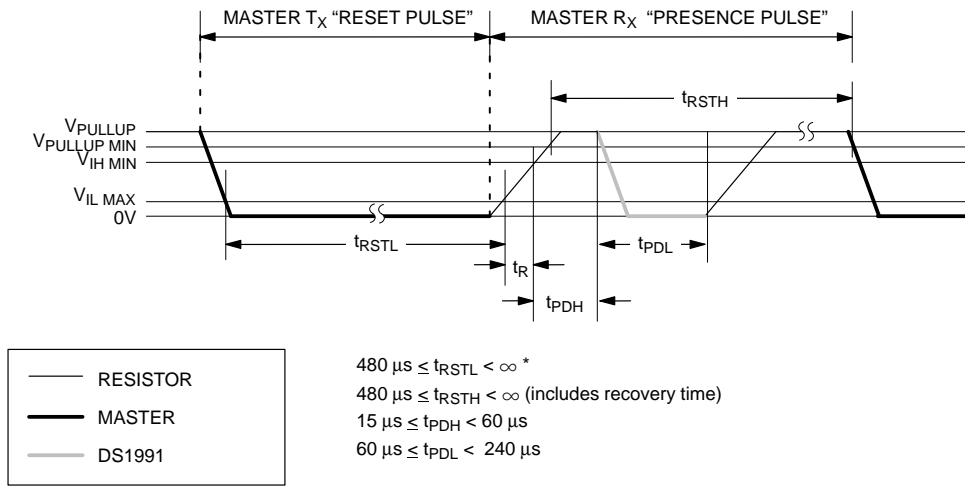 MASTER TX “RESET PULSE” MASTER RX “PRESENCE PULSE”
tRSTH
VPULLUP
VPULLUP MIN
VIH MIN
VIL MAX
0V
tRSTL
tPDL
tR
tPDH
RESISTOR
MASTER
DS1991
480 μs ≤ tRSTL < ∞ *
480 μs ≤ tRSTH < ∞ (includes recovery time)
15 μs ≤ tPDH < 60 μs
60 μs ≤ tPDL < 240 μs